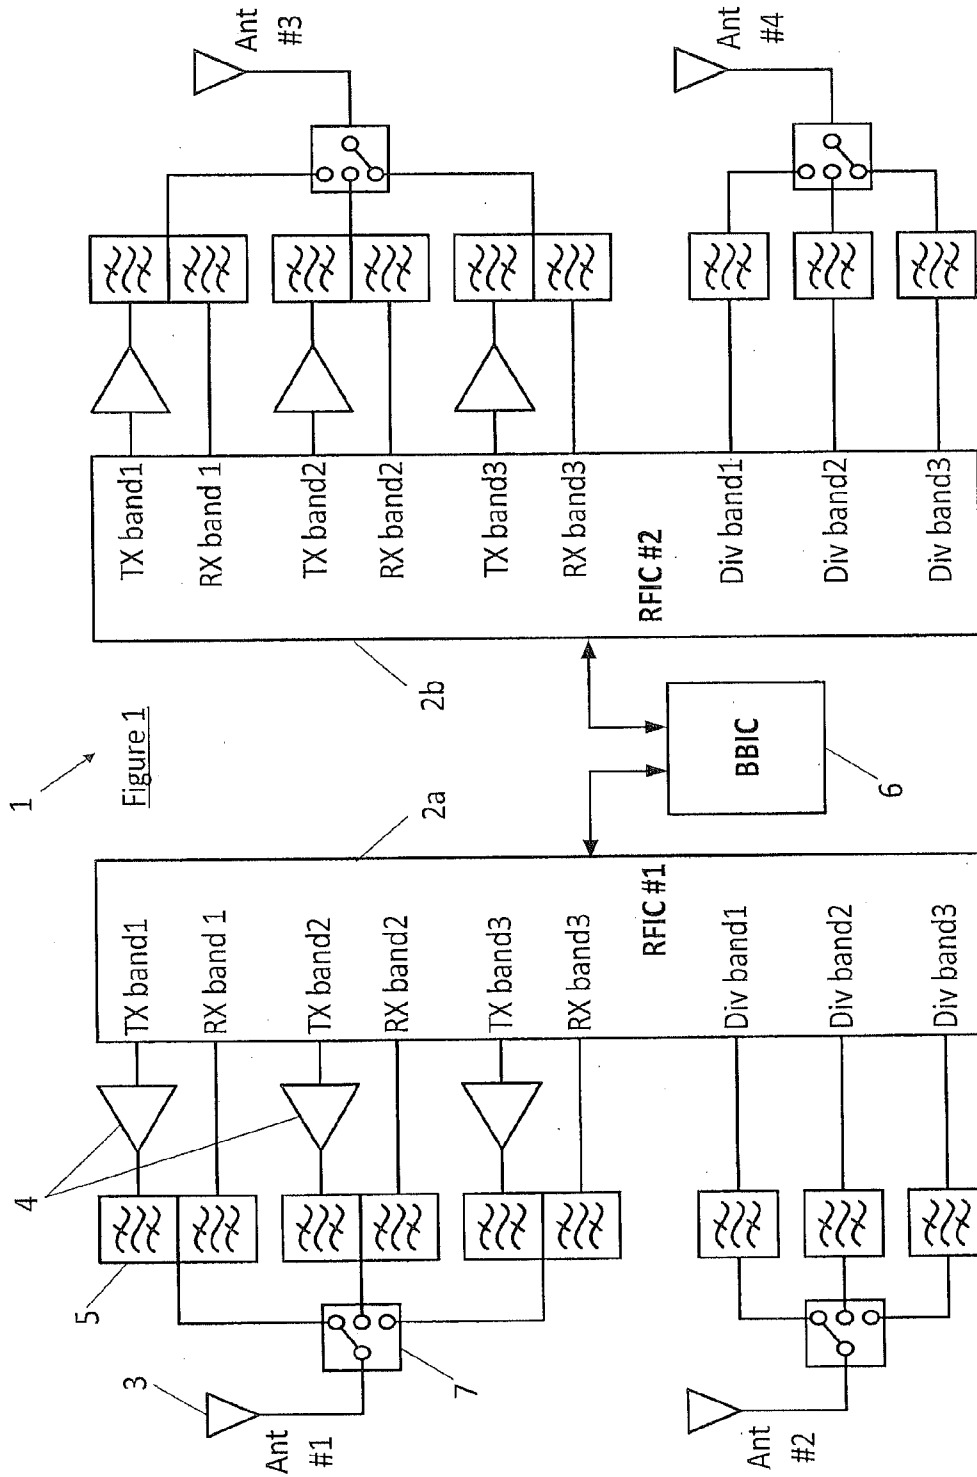 1
4
5
3
Figure 1
TX band1
TX band1
RX band 1
RX band 1
Ant
#1
Ant
#3
TX band2
TX band2
RX band2
RX band2
2a
2b
7
TX band3
TX band3
RX band3
RX band3
RFIC #1
RFIC #2
Div band1
Div band1
BBIC
Ant
#2
Ant
#4
Div band2
Div band2
6
Div band3
Div band3